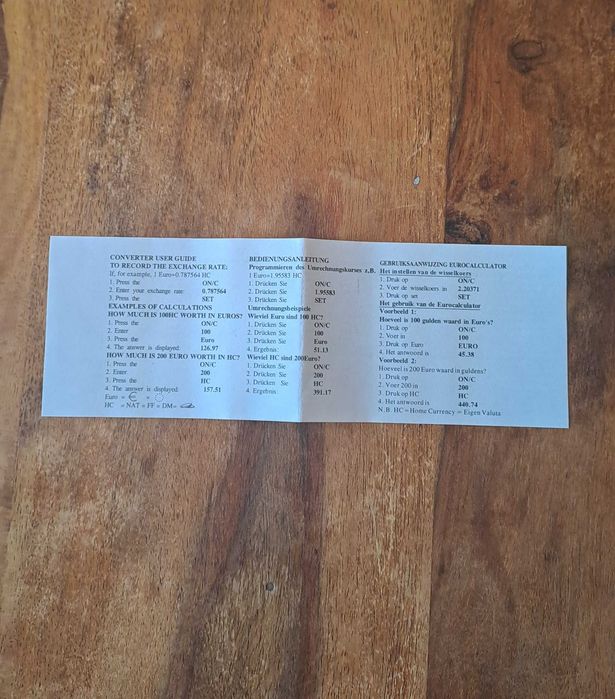 CONVERTER USER GUIDE
TO RECORD THE EXCHANGE RATE:
If, for example, 1 Euro=0.787564 HC
1. Press the ON/C
2. Enter your exchange rate: 0.787564
3. Press the SET
EXAMPLES OF CALCULATIONS
HOW MUCH IS 100HC WORTH IN EUROS?
1. Press the ON/C
2. Enter 100
3. Press the Euro
4. The answer is displayed: 126.97
HOW MUCH IS 200 EURO WORTH IN HC?
1. Press the ON/C
2. Enter 200
3. Press the HC
4. The answer is displayed: 157.51
Euro = € =
HC = NAT = FF = DM=
BEDIENUNGSANLEITUNG
Programmieren des Umrechnungskurses z.B.
1 Euro=1.95583 HC
1. Drücken Sie ON/C
2. Drücken Sie 1.95583
3. Drücken Sie SET
Umrechnungsbeispiele
Wieviel Euro sind 100 HC?
1. Drücken Sie ON/C
2. Drücken Sie 100
3. Drücken Sie Euro
4. Ergebnis: 51.13
Wieviel HC sind 200Euro?
1. Drücken Sie ON/C
2. Drücken Sie 200
3. Drücken Sie HC
4. Ergebnis: 391.17
GEBRUIKSAANWIJZING EUROCALCULATOR
Het instellen van de wisselkoers
1. Druk op ON/C
2. Voer de wisselkoers in 2.20371
3. Druk op set SET
Het gebruik van de Eurocalculator
Voorbeeld 1:
Hoeveel is 100 gulden waard in Euro's?
1. Druk op ON/C
2. Voer in 100
3. Druk op Euro EURO
4. Het antwoord is 45.38
Voorbeeld 2:
Hoeveel is 200 Euro waard in guldens?
1. Druk op ON/C
2. Voer 200 in 200
3. Druk op HC HC
4. Het antwoord is 440.74
N.B. HC = Home Currency = Eigen Valuta